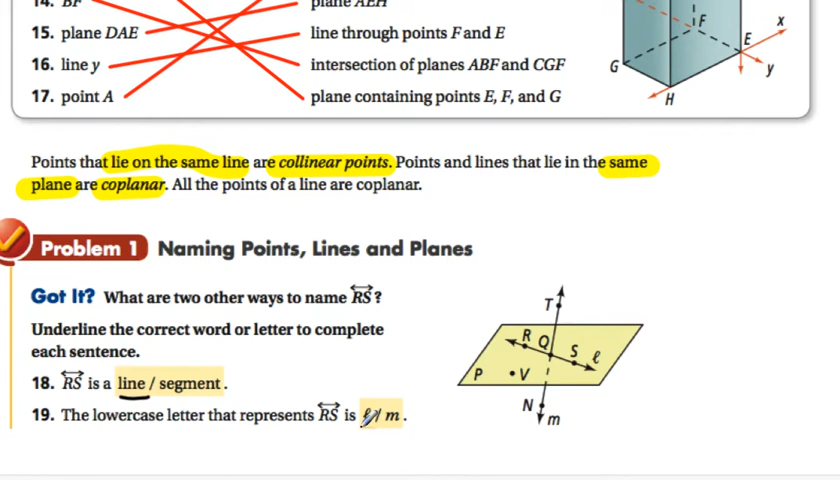 14. BF plane AEH
15. plane DAE line through points F and E
16. line y intersection of planes ABF and CGF
17. point A plane containing points E, F, and G
F
E
x
y
G
H
Points that lie on the same line are collinear points. Points and lines that lie in the same
plane are coplanar. All the points of a line are coplanar.
Problem 1 Naming Points, Lines and Planes
Got It? What are two other ways to name RS?
Underline the correct word or letter to complete
each sentence.
18. RS is a line / segment.
19. The lowercase letter that represents RS is ℓ / m.
T
R Q S ℓ
P V
N
m